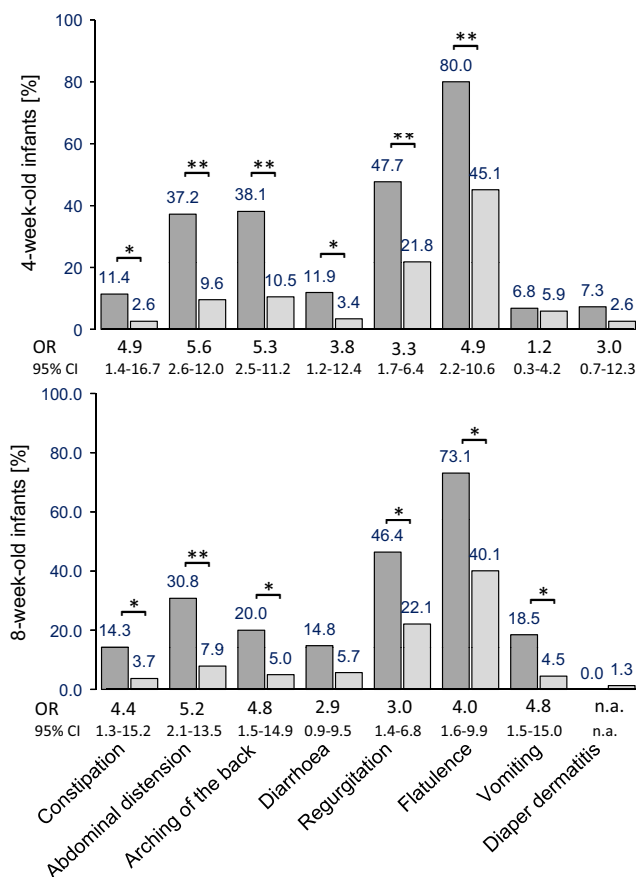 100
80
60
40
20
0
4-week-old infants [%]
11.4 * 2.6
37.2 ** 9.6
38.1 ** 10.5
11.9 * 3.4
47.7 ** 21.8
80.0 ** 45.1
6.8 5.9
7.3 2.6
OR 4.9 5.6 5.3 3.8 3.3 4.9 1.2 3.0
95% CI 1.4-16.7 2.6-12.0 2.5-11.2 1.2-12.4 1.7-6.4 2.2-10.6 0.3-4.2 0.7-12.3
100.0
80.0
60.0
40.0
20.0
0.0
8-week-old infants [%]
14.3 * 3.7
30.8 ** 7.9
20.0 * 5.0
14.8 5.7
46.4 * 22.1
73.1 * 40.1
18.5 * 4.5
0.0 1.3
OR 4.4 5.2 4.8 2.9 3.0 4.0 4.8 n.a.
95% CI 1.3-15.2 2.1-13.5 1.5-14.9 0.9-9.5 1.4-6.8 1.6-9.9 1.5-15.0 n.a.
Constipation
Abdominal distension
Arching of the back
Diarrhoea
Regurgitation
Flatulence
Vomiting
Diaper dermatitis